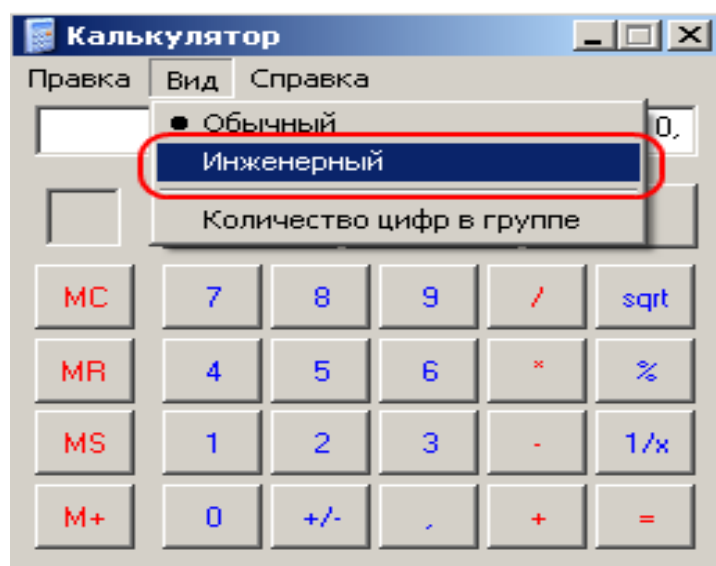 Калькулятор
Правка Вид Справка
Обычный
0,
Инженерный
Количество цифр в группе
MC 7 8 9 / sqrt
MR 4 5 6 * %
MS 1 2 3 - 1/x
M+ 0 +/- , + =